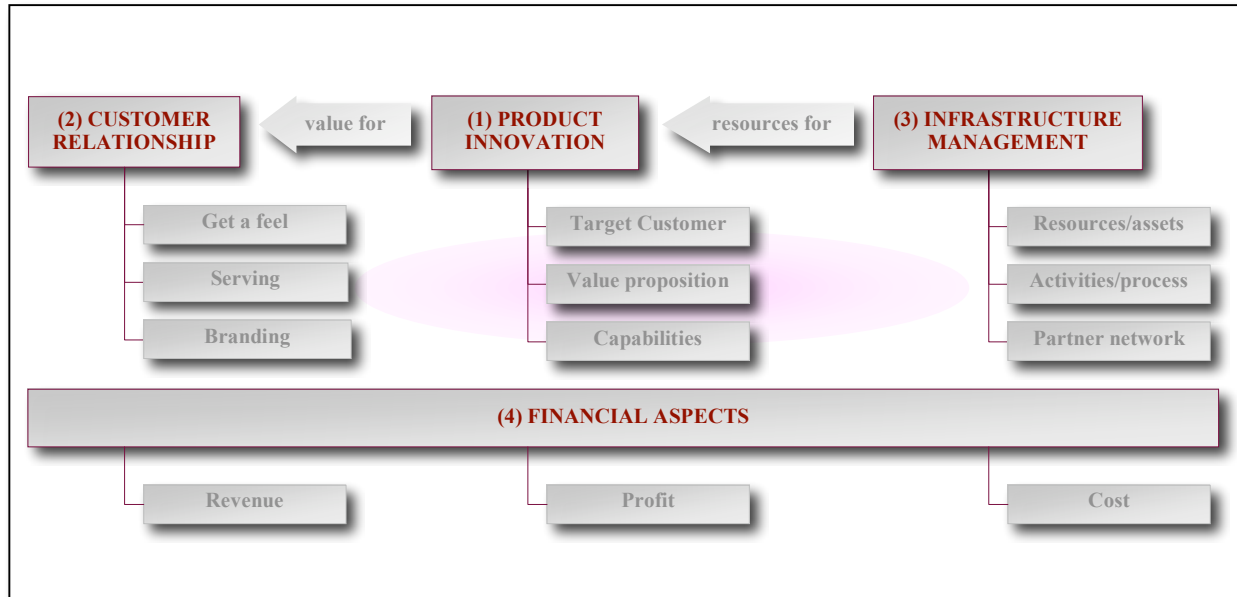 (2) CUSTOMER
RELATIONSHIP
value for
(1) PRODUCT
INNOVATION
resources for
(3) INFRASTRUCTURE
MANAGEMENT
Get a feel
Serving
Branding
Target Customer
Value proposition
Capabilities
Resources/assets
Activities/process
Partner network
(4) FINANCIAL ASPECTS
Revenue
Profit
Cost